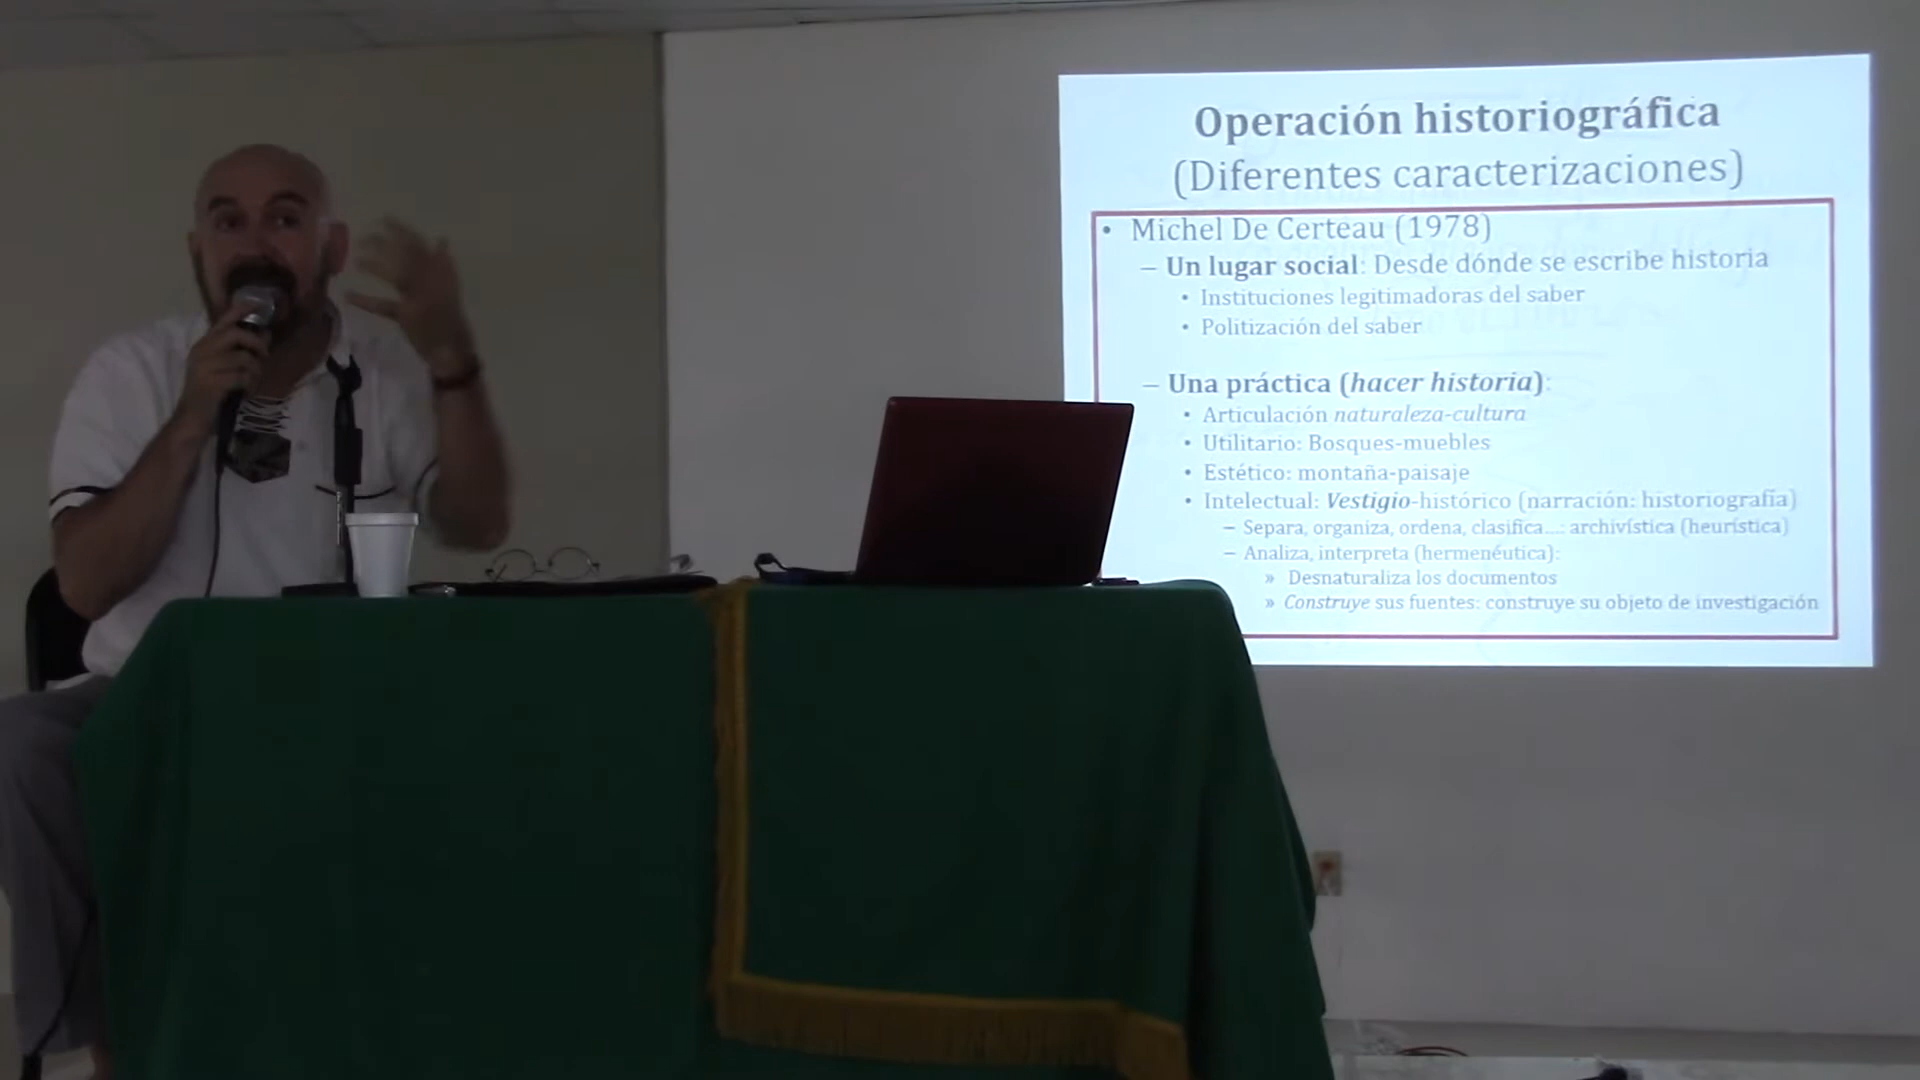 Operación historiográfica
(Diferentes caracterizaciones)
• Michel De Certeau (1978)
– Un lugar social: Desde dónde se escribe historia
• Instituciones legitimadoras del saber
• Politización del saber
– Una práctica (hacer historia):
• Articulación naturaleza-cultura
• Utilitario: Bosques-muebles
• Estético: montaña-paisaje
• Intelectual: Vestigio-histórico (narración: historiografía)
– Separa, organiza, ordena, clasifica...: archivística (heurística)
– Analiza, interpreta (hermenéutica):
» Desnaturaliza los documentos
» Construye sus fuentes: construye su objeto de investigación